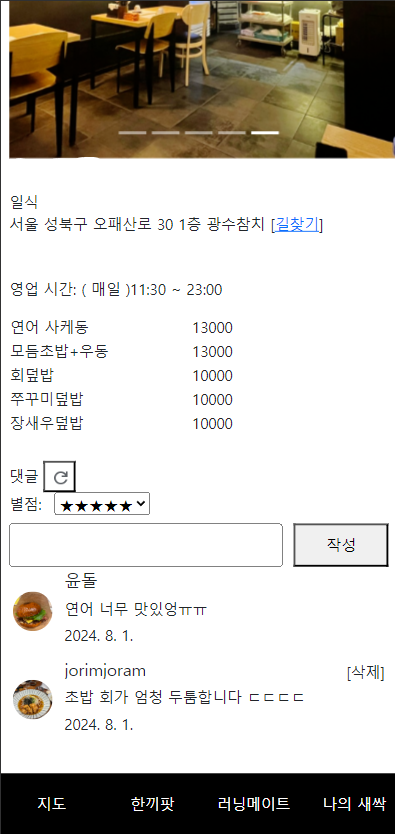 일식
서울 성북구 오패산로 30 1층 광수참치 [길찾기]
영업 시간: ( 매일 )11:30 ~ 23:00
연어 사케동 13000
모듬초밥+우동 13000
회덮밥 10000
쭈꾸미덮밥 10000
장새우덮밥 10000
댓글
별점: ★★★★★
작성
윤돌
연어 너무 맛있엉ㅠㅠ
2024. 8. 1.
jorimjoram [삭제]
초밥 회가 엄청 두툼합니다 ㄷㄷㄷㄷ
2024. 8. 1.
지도 한끼팟 러닝메이트 나의 새싹